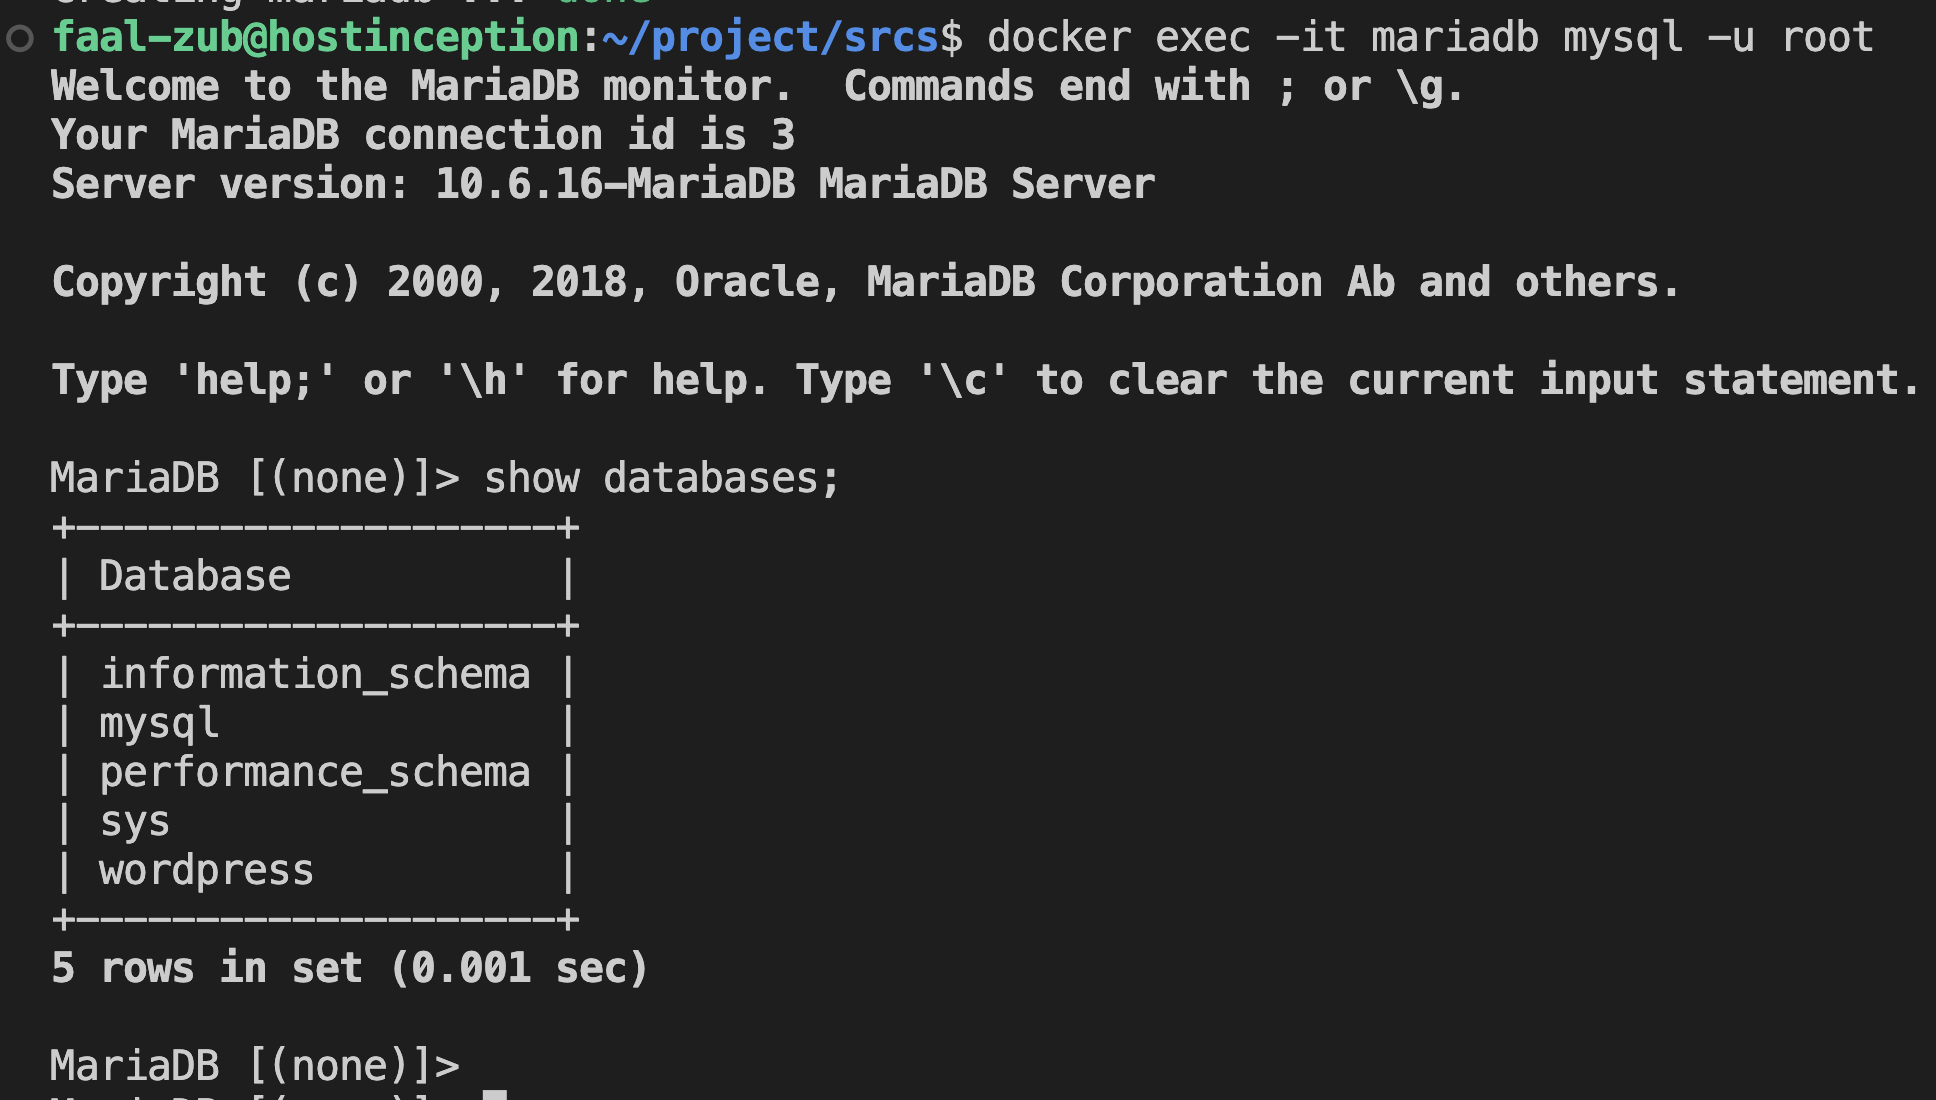 creating mariadb ... done
faal-zub@hostinception:~/project/srcs$ docker exec -it mariadb mysql -u root
Welcome to the MariaDB monitor.  Commands end with ; or \g.
Your MariaDB connection id is 3
Server version: 10.6.16-MariaDB MariaDB Server

Copyright (c) 2000, 2018, Oracle, MariaDB Corporation Ab and others.

Type 'help;' or '\h' for help. Type '\c' to clear the current input statement.

MariaDB [(none)]> show databases;
+--------------------+
| Database           |
+--------------------+
| information_schema |
| mysql              |
| performance_schema |
| sys                |
| wordpress          |
+--------------------+
5 rows in set (0.001 sec)

MariaDB [(none)]>